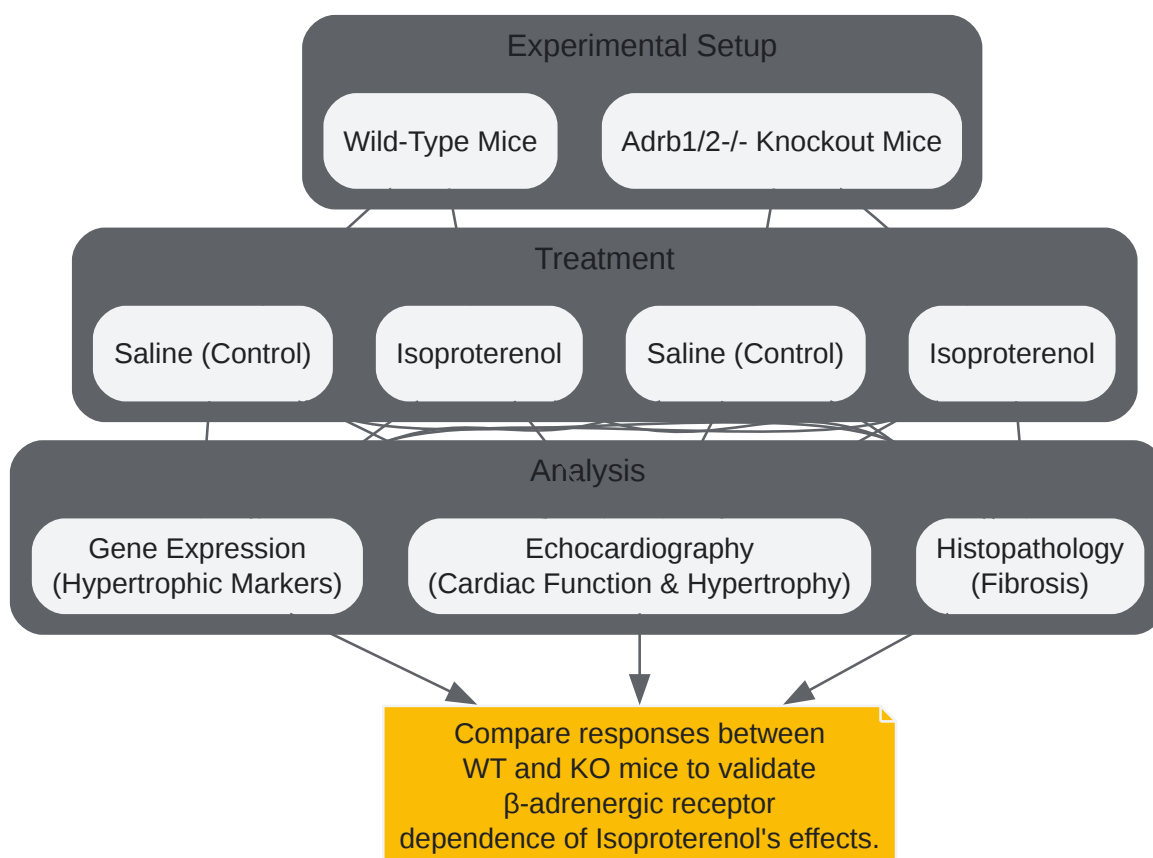 Experimental Setup
Wild-Type Mice
Adrb1/2-/- Knockout Mice
Treatment
Saline (Control)
Isoproterenol
Saline (Control)
Isoproterenol
Analysis
Gene Expression
(Hypertrophic Markers)
Echocardiography
(Cardiac Function & Hypertrophy)
Histopathology
(Fibrosis)
Compare responses between
WT and KO mice to validate
β-adrenergic receptor
dependence of Isoproterenol's effects.